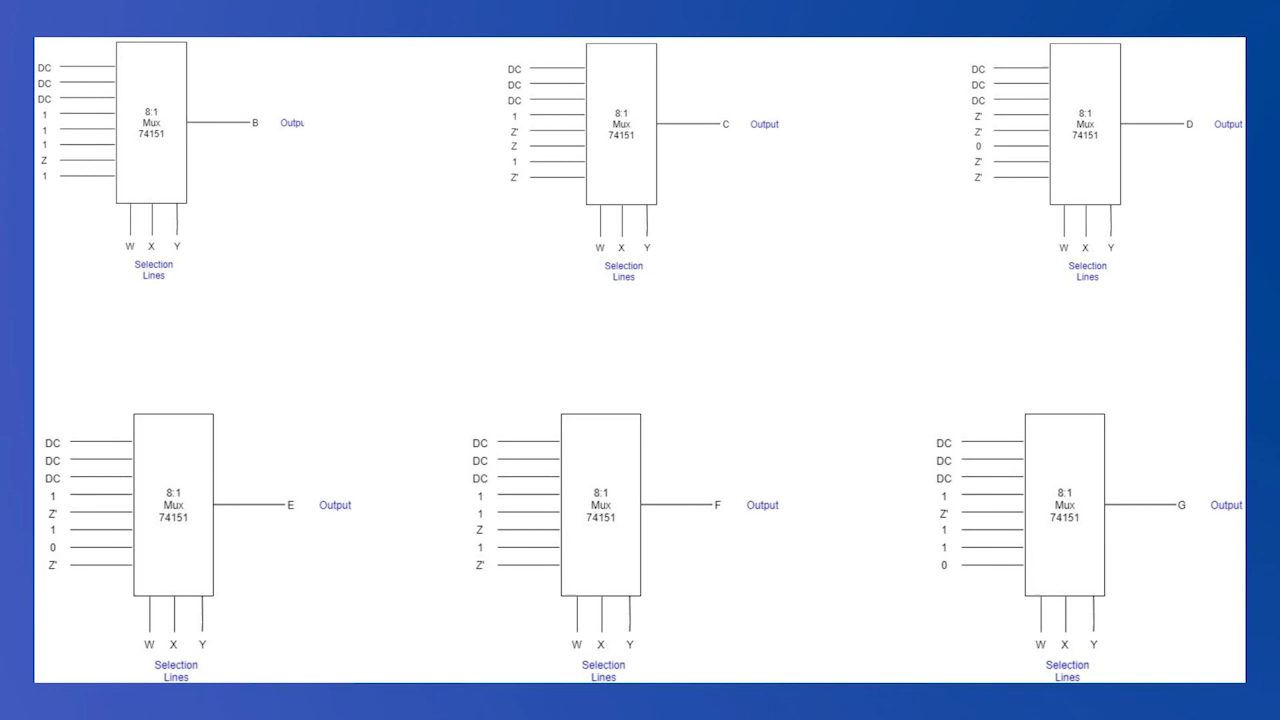 DC
DC
DC
1
1
1
Z
1
8:1
Mux
74151
B
W X Y
Selection
Lines
DC
DC
DC
1
Z'
Z
1
Z'
8:1
Mux
74151
C Output
W X Y
Selection
Lines
DC
DC
DC
Z'
Z'
0
Z'
Z'
8:1
Mux
74151
D Output
W X Y
Selection
Lines
DC
DC
DC
1
Z'
1
0
Z'
8:1
Mux
74151
E Output
W X Y
Selection
Lines
DC
DC
DC
1
1
Z
1
Z'
8:1
Mux
74151
F Output
W X Y
Selection
Lines
DC
DC
DC
1
Z'
1
1
0
8:1
Mux
74151
G Output
W X Y
Selection
Lines